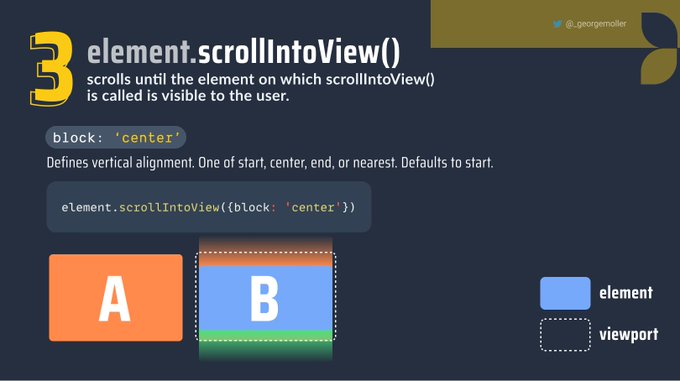 @_georgemoller
3
element.scrollIntoView()
scrolls until the element on which scrollIntoView()
is called is visible to the user.
block: ‘center’
Defines vertical alignment. One of start, center, end, or nearest. Defaults to start.
element.scrollIntoView({block: 'center'})
A
B
element
viewport